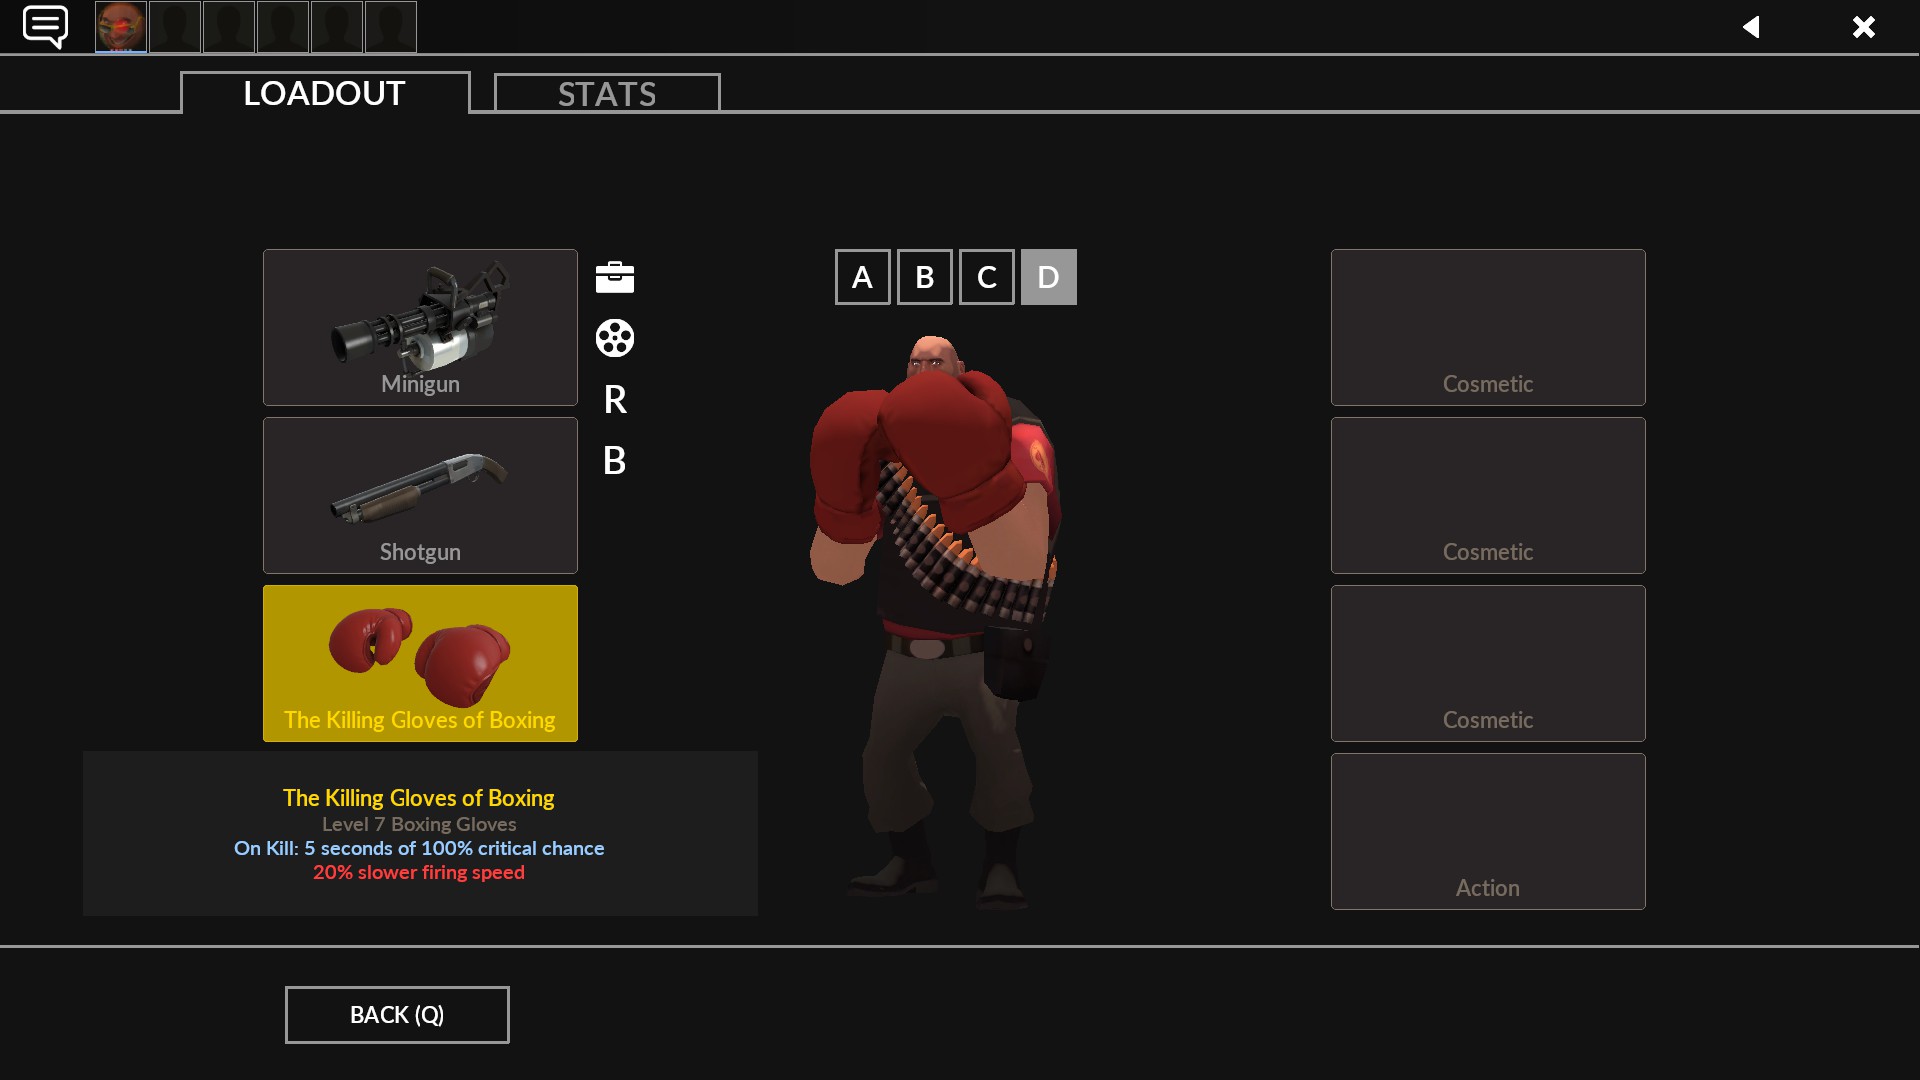 LOADOUT
STATS
Minigun
R
B
A
B
C
D
Cosmetic
Shotgun
Cosmetic
The Killing Gloves of Boxing
Cosmetic
The Killing Gloves of Boxing
Level 7 Boxing Gloves
On Kill: 5 seconds of 100% critical chance
20% slower firing speed
Action
BACK (Q)